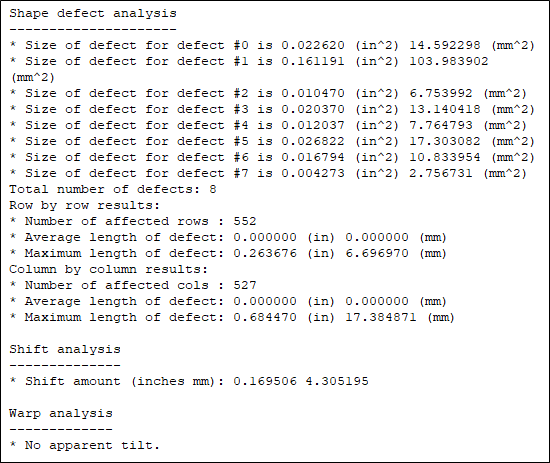 Shape defect analysis
---------------------
* Size of defect for defect #0 is 0.022620 (in^2) 14.592298 (mm^2)
* Size of defect for defect #1 is 0.161191 (in^2) 103.983902
(mm^2)
* Size of defect for defect #2 is 0.010470 (in^2) 6.753992 (mm^2)
* Size of defect for defect #3 is 0.020370 (in^2) 13.140418 (mm^2)
* Size of defect for defect #4 is 0.012037 (in^2) 7.764793 (mm^2)
* Size of defect for defect #5 is 0.026822 (in^2) 17.303082 (mm^2)
* Size of defect for defect #6 is 0.016794 (in^2) 10.833954 (mm^2)
* Size of defect for defect #7 is 0.004273 (in^2) 2.756731 (mm^2)
Total number of defects: 8
Row by row results:
* Number of affected rows : 552
* Average length of defect: 0.000000 (in) 0.000000 (mm)
* Maximum length of defect: 0.263676 (in) 6.696970 (mm)
Column by column results:
* Number of affected cols : 527
* Average length of defect: 0.000000 (in) 0.000000 (mm)
* Maximum length of defect: 0.684470 (in) 17.384871 (mm)

Shift analysis
--------------
* Shift amount (inches mm): 0.169506 4.305195

Warp analysis
-------------
* No apparent tilt.